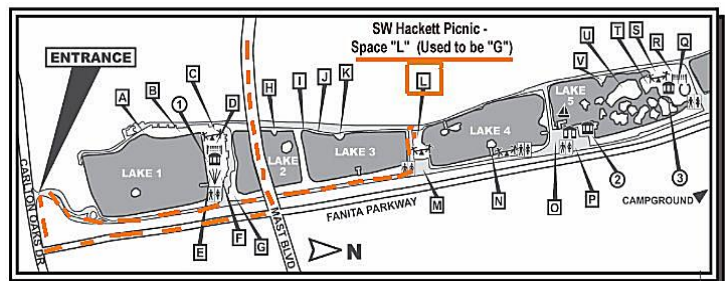 SW Hackett Picnic -
Space "L" (Used to be "G")
ENTRANCE
A
B
1
C
D
H
I
J
K
L
V
U
T
S
R
Q
LAKE 1
LAKE
2
LAKE 3
LAKE 4
LAKE
5
E
F
G
M
N
O
P
2
3
CARLTON OAKS DR
MAST BLVD
FANITA PARKWAY
CAMPGROUND
N